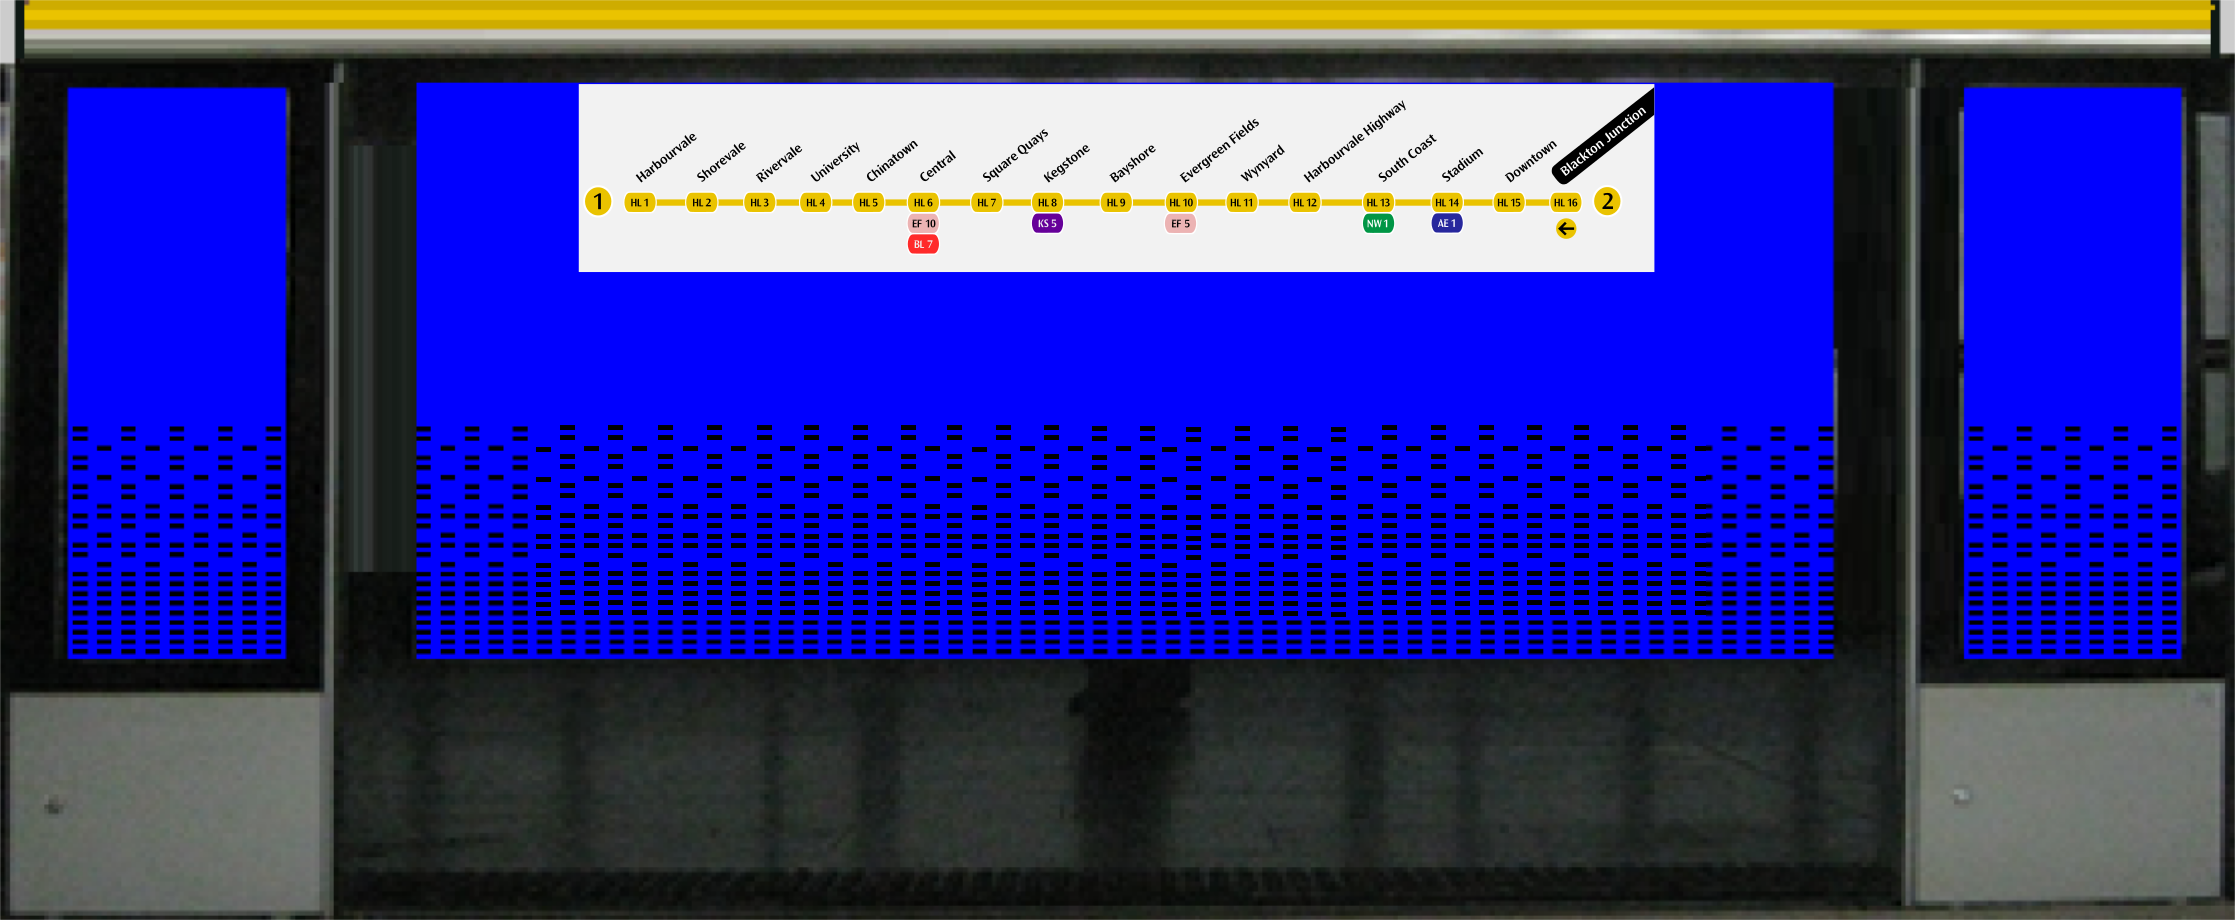 Harbourvale
Shorevale
Rivervale
University
Chinatown
Central
Square Quays
Kegstone
Bayshore
Evergreen Fields
Wynyard
Harbourvale Highway
South Coast
Stadium
Downtown
Blackton Junction
1 HL 1 HL 2 HL 3 HL 4 HL 5 HL 6 HL 7 HL 8 HL 9 HL 10 HL 11 HL 12 HL 13 HL 14 HL 15 HL 16 2
EF 10 KS 5 EF 5 NW 1 AE 1 ←
BL 7